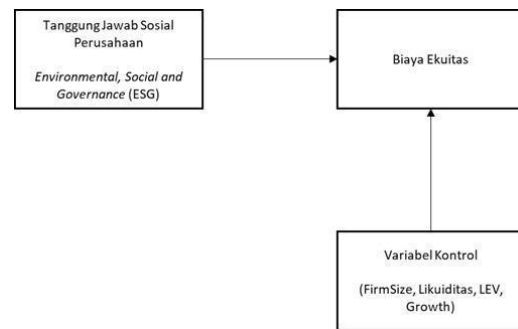 Tanggung Jawab Sosial
Perusahaan
Environmental, Social and
Governance (ESG)
Biaya Ekuitas
Variabel Kontrol
(FirmSize, Likuiditas, LEV,
Growth)